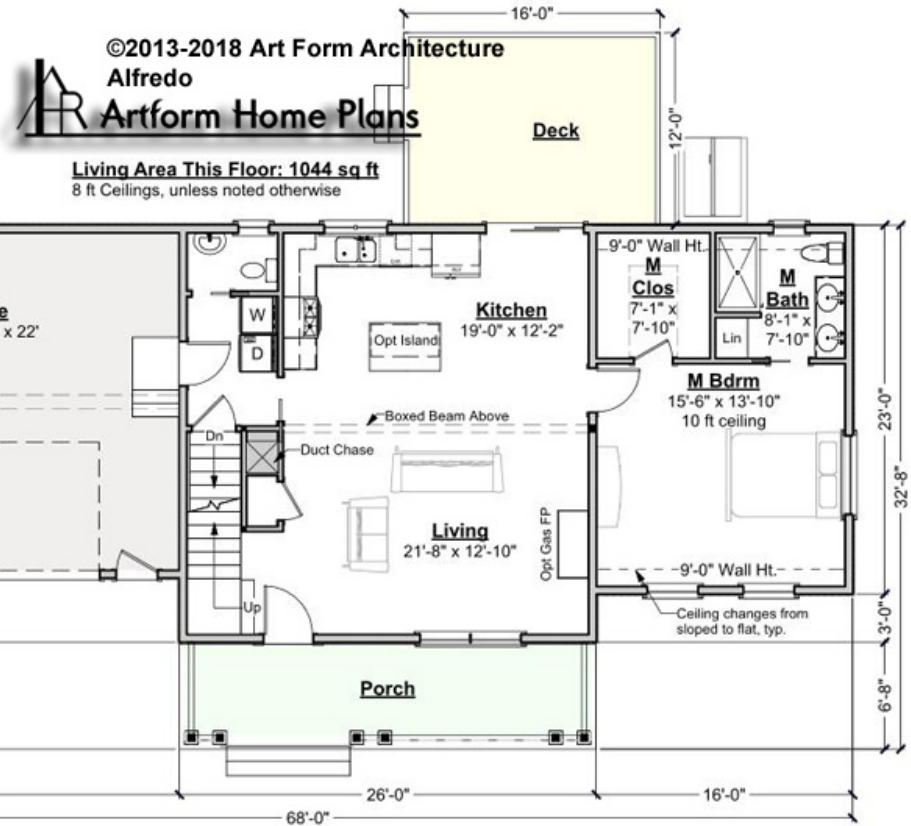 16'-0"
©2013-2018 Art Form Architecture
Alfredo
AFR
Artform Home Plans
Deck
12'-0"
Living Area This Floor: 1044 sq ft
8 ft Ceilings, unless noted otherwise
9'-0" Wall Ht.
M
Clos
7'-1" x
7'-10"
M
Bath
8'-1" x
7'-10"
Lin
Kitchen
19'-0" x 12'-2"
Opt Island
W
D
e
x 22'
M Bdrm
15'-6" x 13'-10"
10 ft ceiling
23'-0"
32'-8"
Boxed Beam Above
Dn
Duct Chase
Living
21'-8" x 12'-10"
Opt Gas FP
9'-0" Wall Ht.
Up
Ceiling changes from
sloped to flat, typ.
3'-0"
Porch
6'-8"
26'-0"
16'-0"
68'-0"